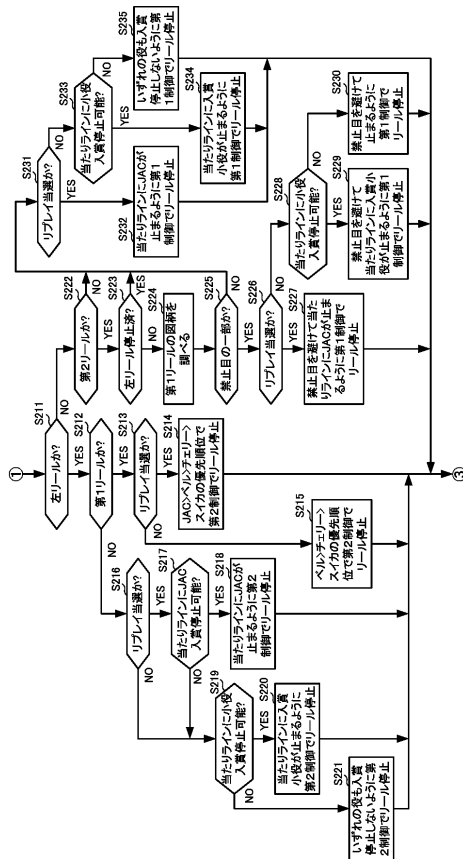 ①
S211
左リールか?
NO
YES
S212
第1リールか?
NO
YES
S213
リプレイ当選か?
NO
YES
S214
JAC>ベル>チェリー>
スイカの優先順位で
第2制御でリール停止
S215
ベル>チェリー>
スイカの優先順
位で第2制御で
リール停止
S216
リプレイ当選か?
NO
YES
S217
当たりラインにJAC
入賞停止可能?
NO
YES
S218
当たりラインにJACが
止まるように第2
制御でリール停止
S219
当たりラインに小役
入賞停止可能?
NO
YES
S220
当たりラインに入賞
小役が止まるように
第2制御でリール停止
S221
いずれの役も入賞
停止しないように第
2制御でリール停止
S222
第2リールか?
NO
YES
S223
左リール停止済?
YES
NO
S224
第1リールの図柄を
調べる
S225
禁止目の一部か?
NO
YES
S226
リプレイ当選か?
NO
YES
S227
禁止目を避けて当た
りラインにJACが止ま
るように第1制御で
リール停止
S228
当たりラインに小役
入賞停止可能?
NO
YES
S229
禁止目を避けて
当たりラインに入賞小
役が止まるように第1
制御でリール停止
S230
禁止目を避けて
止まるように
第1制御で
リール停止
S231
リプレイ当選か?
NO
YES
S232
当たりラインにJACが
止まるように第1
制御でリール停止
S233
当たりラインに小役
入賞停止可能?
NO
YES
S234
当たりラインに入賞
小役が止まるように
第1制御でリール停止
S235
いずれの役も入賞
停止しないように第
1制御でリール停止
③